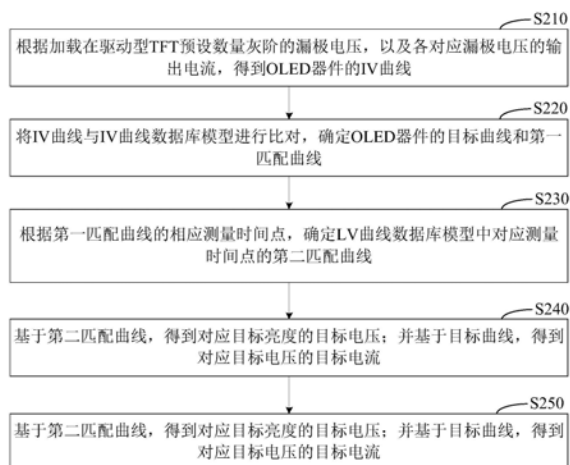 S210
根据加载在驱动型TFT预设数量灰阶的漏极电压，以及各对应漏极电压的输
出电流，得到OLED器件的IV曲线
S220
将IV曲线与IV曲线数据库模型进行比对，确定OLED器件的目标曲线和第一
匹配曲线
S230
根据第一匹配曲线的相应测量时间点，确定LV曲线数据库模型中对应测量
时间点的第二匹配曲线
S240
基于第二匹配曲线，得到对应目标亮度的目标电压；并基于目标曲线，得到
对应目标电压的目标电流
S250
基于第二匹配曲线，得到对应目标亮度的目标电压；并基于目标曲线，得到
对应目标电压的目标电流